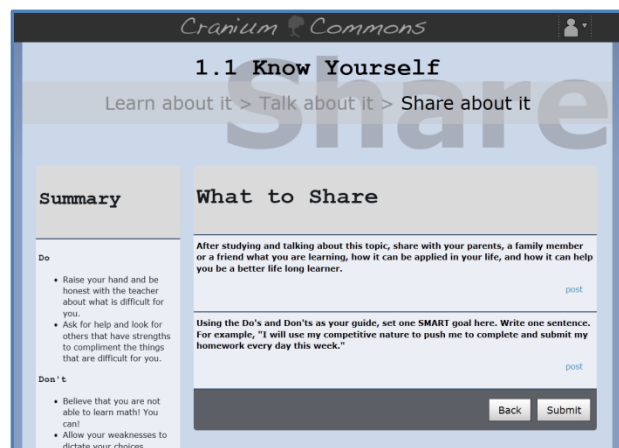 Cranium Commons
1.1 Know Yourself
Learn about it > Talk about it > Share about it
Share
Summary
Do
Raise your hand and be
honest with the teacher
about what is difficult for
you.
Ask for help and look for
others that have strengths
to compliment the things
that are difficult for you.
Don't
Believe that you are not
able to learn math! You
can!
Allow your weaknesses to
dictate your choices
What to Share
After studying and talking about this topic, share with your parents, a family member
or a friend what you are learning, how it can be applied in your life, and how it can help
you be a better life long learner.
post
Using the Do's and Don'ts as your guide, set one SMART goal here. Write one sentence.
For example, "I will use my competitive nature to push me to complete and submit my
homework every day this week."
post
Back Submit